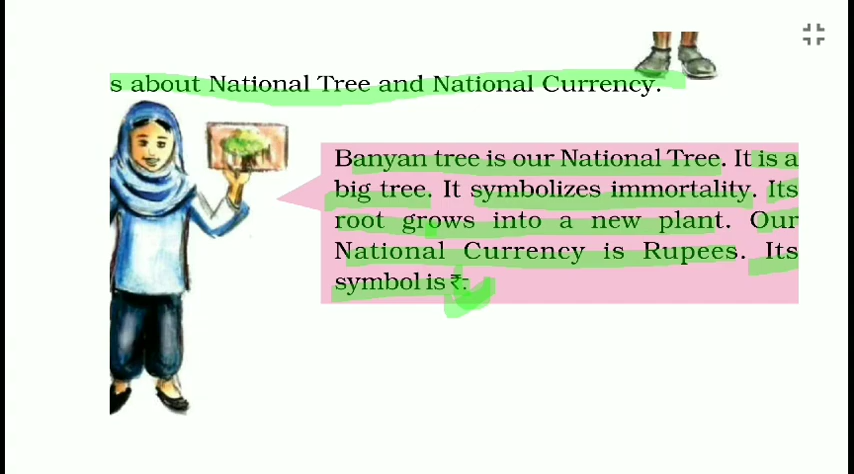 s about National Tree and National Currency.
Banyan tree is our National Tree. It is a
big tree. It symbolizes immortality. Its
root grows into a new plant. Our
National Currency is Rupees. Its
symbol is ₹.